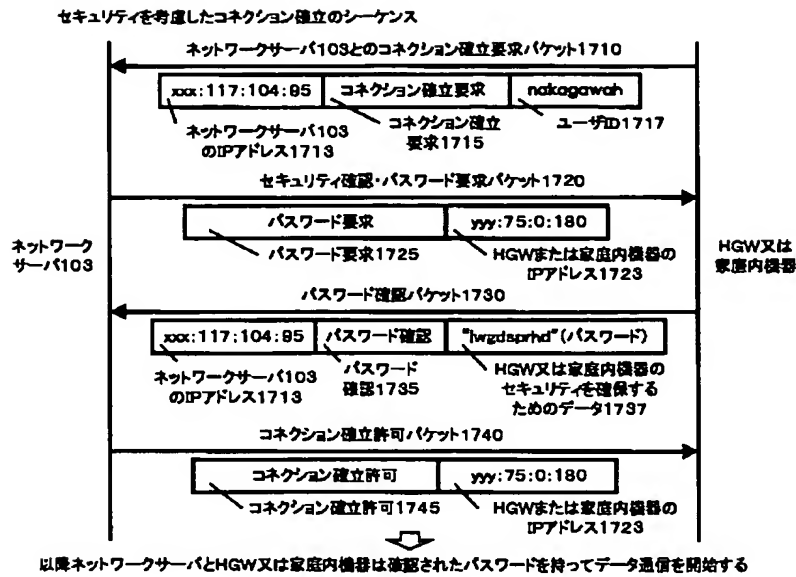 セキュリティを考慮したコネクション確立のシーケンス
ネットワークサーバ103とのコネクション確立要求パケット1710
xxx:117:104:95 コネクション確立要求 nakagawah
ネットワークサーバ103
のIPアドレス1713
コネクション確立
要求1715
ユーザID1717
セキュリティ確認・パスワード要求パケット1720
パスワード要求 yyy:75:0:180
パスワード要求1725
HGWまたは家庭内機器の
IPアドレス1723
ネットワーク
サーバ103
HGW又は
家庭内機器
パスワード確認パケット1730
xxx:117:104:95 パスワード確認 "lwgdsprhd"(パスワード)
ネットワークサーバ103
のIPアドレス1713
パスワード
確認1735
HGW又は家庭内機器の
セキュリティを確保する
ためのデータ1737
コネクション確立許可パケット1740
コネクション確立許可 yyy:75:0:180
コネクション確立許可1745
HGWまたは家庭内機器の
IPアドレス1723
以降ネットワークサーバとHGW又は家庭内機器は確認されたパスワードを持ってデータ通信を開始する